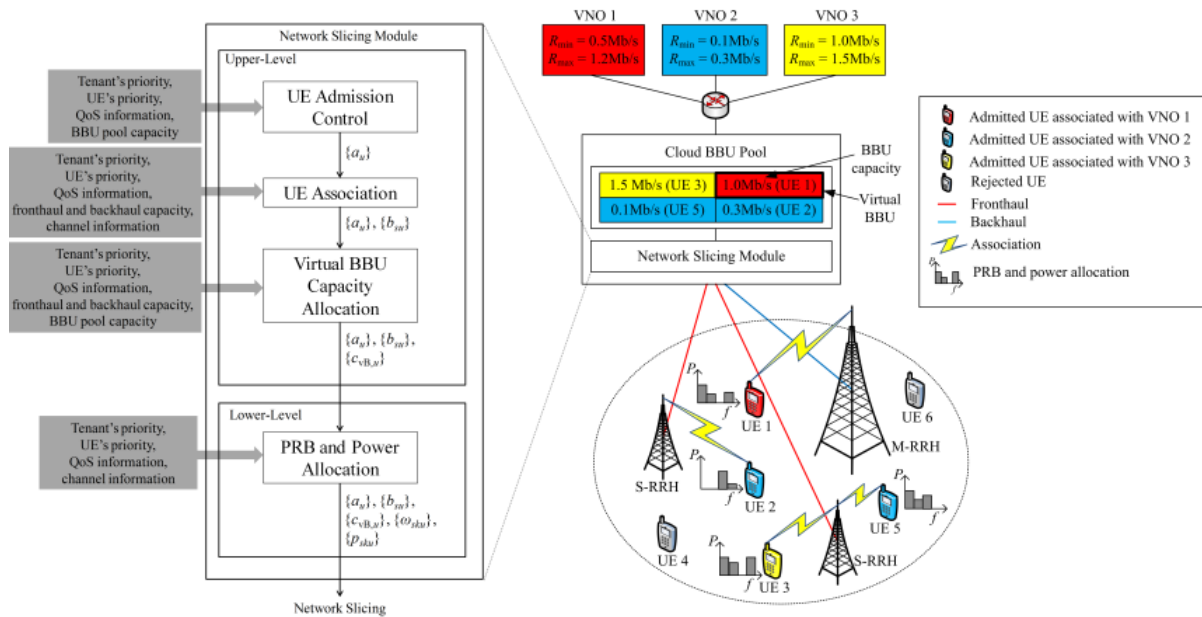 Network Slicing Module
Upper-Level
Tenant's priority,
UE's priority,
QoS information,
BBU pool capacity
UE Admission
Control
{a_u}
Tenant's priority,
UE's priority,
QoS information,
fronthaul and backhaul capacity,
channel information
UE Association
{a_u}, {b_su}
Tenant's priority,
UE's priority,
QoS information,
fronthaul and backhaul capacity,
BBU pool capacity
Virtual BBU
Capacity
Allocation
{a_u}, {b_su},
{c_vB,u}
Lower-Level
Tenant's priority,
UE's priority,
QoS information,
channel information
PRB and Power
Allocation
{a_u}, {b_su},
{c_vB,u}, {ω_sku},
{p_sku}
Network Slicing
VNO 1
R_min = 0.5Mb/s
R_max = 1.2Mb/s
VNO 2
R_min = 0.1Mb/s
R_max = 0.3Mb/s
VNO 3
R_min = 1.0Mb/s
R_max = 1.5Mb/s
Cloud BBU Pool
BBU
capacity
1.5 Mb/s (UE 3)
1.0Mb/s (UE 1)
0.1Mb/s (UE 5)
0.3Mb/s (UE 2)
Virtual
BBU
Network Slicing Module
P
f
UE 1
UE 6
M-RRH
S-RRH
P
f
UE 2
P
f
UE 5
UE 4
P
f
UE 3
S-RRH
Admitted UE associated with VNO 1
Admitted UE associated with VNO 2
Admitted UE associated with VNO 3
Rejected UE
Fronthaul
Backhaul
Association
P
f
PRB and power allocation